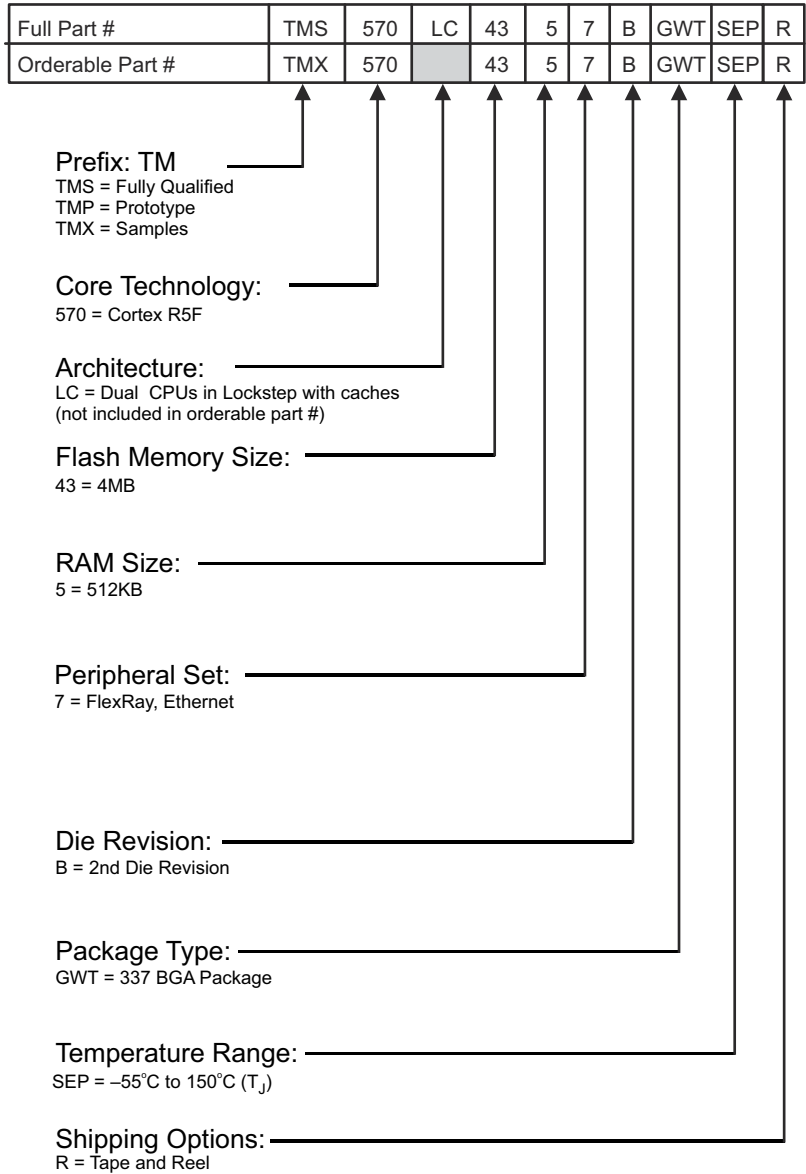 Full Part # TMS 570 LC 43 5 7 B GWT SEP R
Orderable Part # TMX 570 43 5 7 B GWT SEP R
Prefix: TM
TMS = Fully Qualified
TMP = Prototype
TMX = Samples
Core Technology:
570 = Cortex R5F
Architecture:
LC = Dual CPUs in Lockstep with caches
(not included in orderable part #)
Flash Memory Size:
43 = 4MB
RAM Size:
5 = 512KB
Peripheral Set:
7 = FlexRay, Ethernet
Die Revision:
B = 2nd Die Revision
Package Type:
GWT = 337 BGA Package
Temperature Range:
SEP = –55°C to 150°C (TJ)
Shipping Options:
R = Tape and Reel